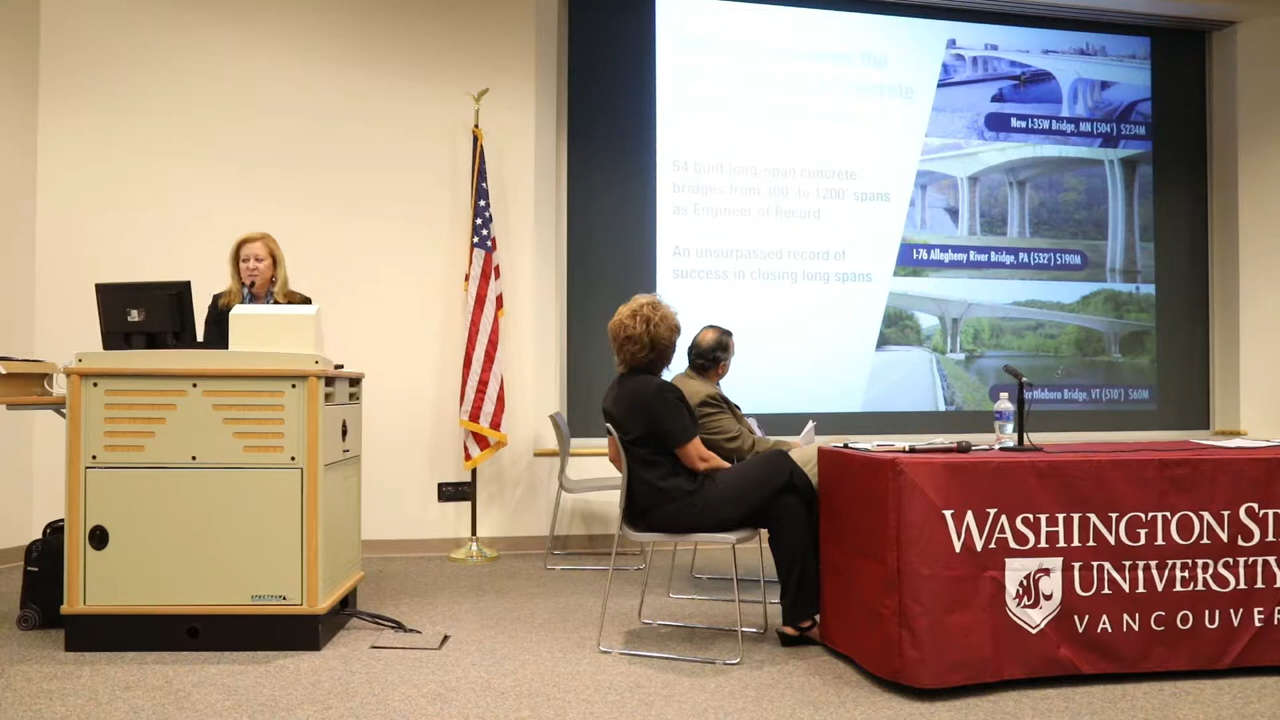 New I-35W Bridge, MN (504') $234M
54 built long-span concrete
bridges from 300' to 1200' spans
as Engineer of Record
I-76 Allegheny River Bridge, PA (532') $190M
An unsurpassed record of
success in closing long spans
Brattleboro Bridge, VT (510') $60M
WASHINGTON ST
UNIVERSITY
VANCOUVER
SPECTRUM